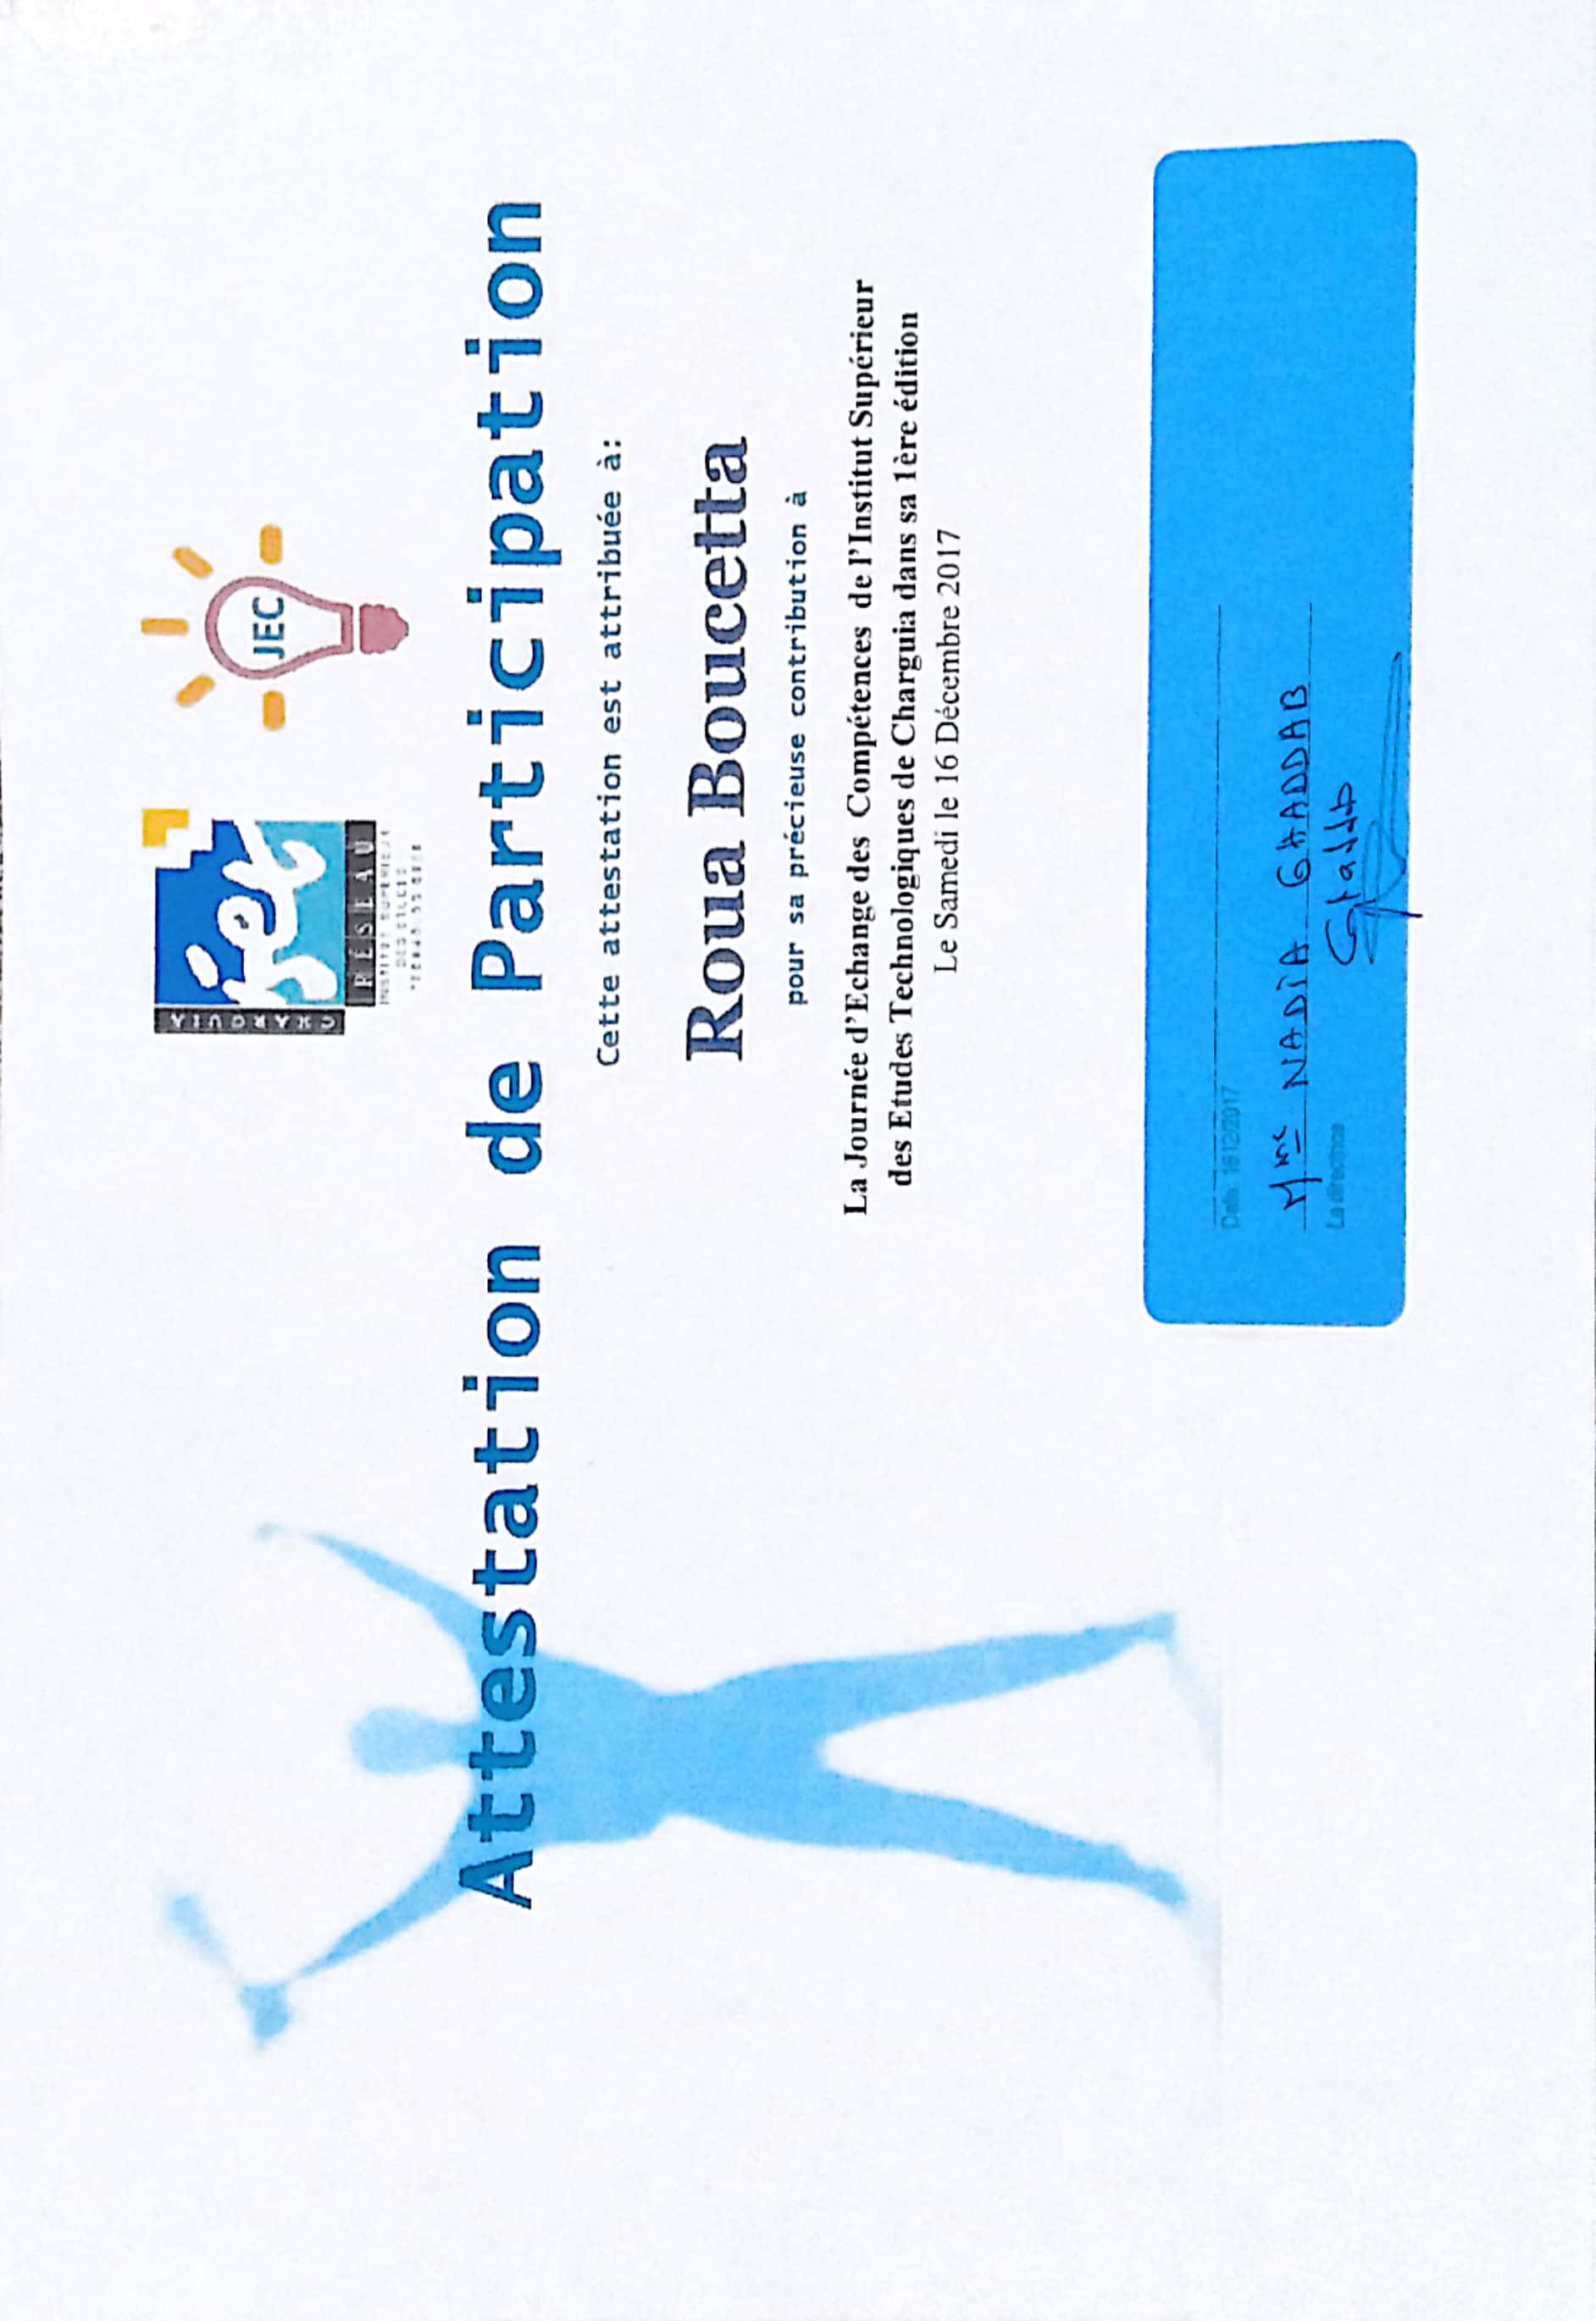 CHARGUIA
iset
RÉSEAU
INSTITUT SUPERIEUR
DES ETUDES
TECHNOLOGIQUES
JEC
Attestation de Participation
Cette attestation est attribuée à:
Roua Boucetta
pour sa précieuse contribution à
La Journée d'Echange des Compétences de l'Institut Supérieur
des Etudes Technologiques de Charguia dans sa 1ère édition
Le Samedi le 16 Décembre 2017
Date: 16/12/2017
Mme NADIA GHADDAB
La directrice